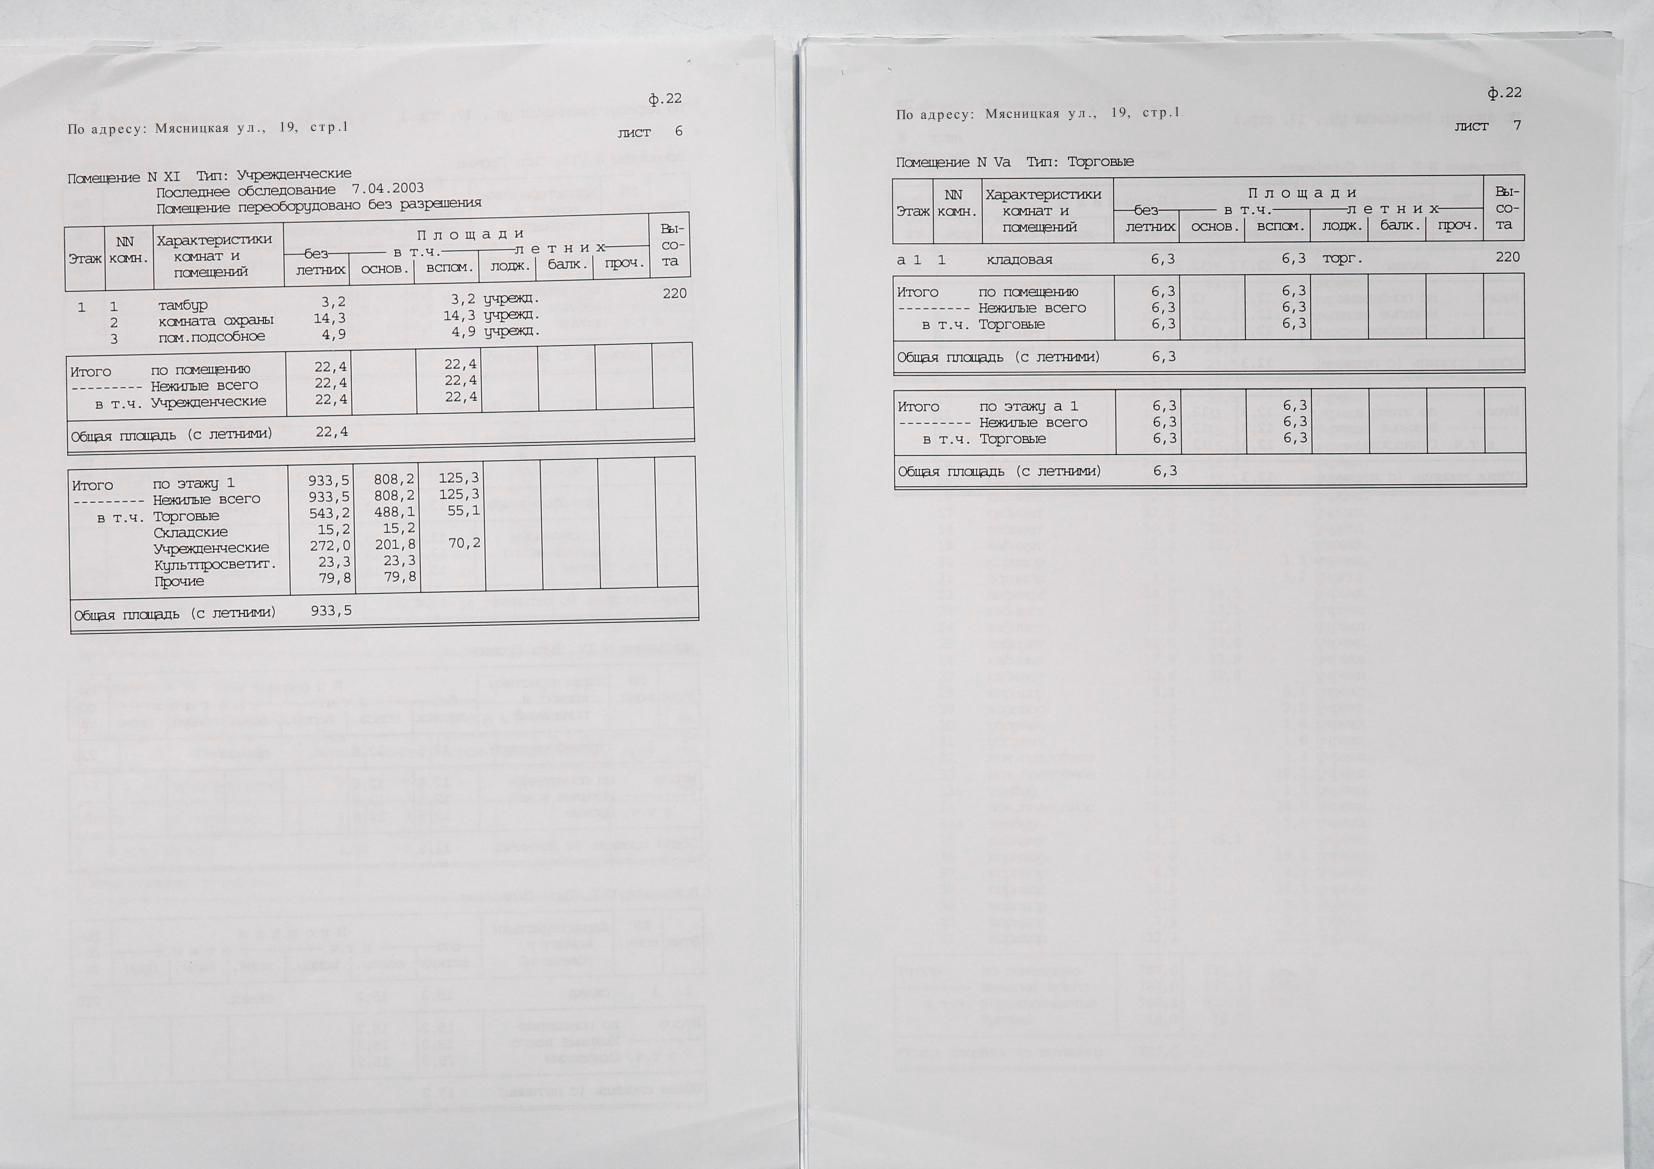 ф.22
По адресу: Мясницкая ул., 19, стр.1
лист 6
Помещение N XI Тип: Учрежденческие
Последнее обследование 7.04.2003
Помещение переоборудовано без разрешения
Этаж NN комн. Характеристики комнат и помещений Площади Вы-со-та
без летних в т.ч. летних
основ. вспом. лодж. балк. проч.
1 1 тамбур 3,2 3,2 учрежд. 220
2 комната охраны 14,3 14,3 учрежд.
3 пом.подсобное 4,9 4,9 учрежд.
Итого по помещению 22,4 22,4
--------- Нежилые всего 22,4 22,4
в т.ч. Учрежденческие 22,4 22,4
Общая площадь (с летними) 22,4
Итого по этажу 1 933,5 808,2 125,3
--------- Нежилые всего 933,5 808,2 125,3
в т.ч. Торговые 543,2 488,1 55,1
Складские 15,2 15,2
Учрежденческие 272,0 201,8 70,2
Культпросветит. 23,3 23,3
Прочие 79,8 79,8
Общая площадь (с летними) 933,5
ф.22
По адресу: Мясницкая ул., 19, стр.1
лист 7
Помещение N Va Тип: Торговые
Этаж NN комн. Характеристики комнат и помещений Площади Вы-со-та
без летних в т.ч. летних
основ. вспом. лодж. балк. проч.
а 1 1 кладовая 6,3 6,3 торг. 220
Итого по помещению 6,3 6,3
--------- Нежилые всего 6,3 6,3
в т.ч. Торговые 6,3 6,3
Общая площадь (с летними) 6,3
Итого по этажу а 1 6,3 6,3
--------- Нежилые всего 6,3 6,3
в т.ч. Торговые 6,3 6,3
Общая площадь (с летними) 6,3